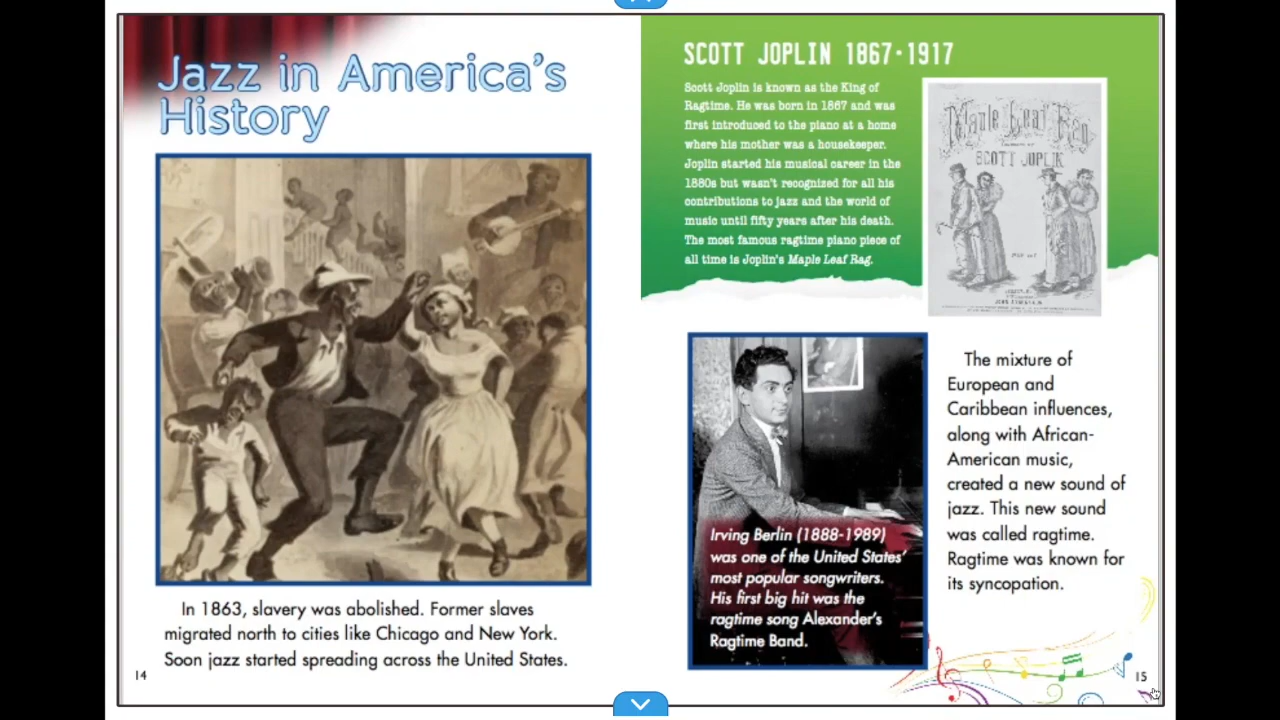 Jazz in America's
History
In 1863, slavery was abolished. Former slaves
migrated north to cities like Chicago and New York.
Soon jazz started spreading across the United States.
14
SCOTT JOPLIN 1867·1917
Scott Joplin is known as the King of
Ragtime. He was born in 1867 and was
first introduced to the piano at a home
where his mother was a housekeeper.
Joplin started his musical career in the
1880s but wasn't recognized for all his
contributions to jazz and the world of
music until fifty years after his death.
The most famous ragtime piano piece of
all time is Joplin's Maple Leaf Rag.
Maple Leaf Rag
SCOTT JOPLIN
Irving Berlin (1888-1989)
was one of the United States'
most popular songwriters.
His first big hit was the
ragtime song Alexander's
Ragtime Band.
The mixture of
European and
Caribbean influences,
along with African-
American music,
created a new sound of
jazz. This new sound
was called ragtime.
Ragtime was known for
its syncopation.
15